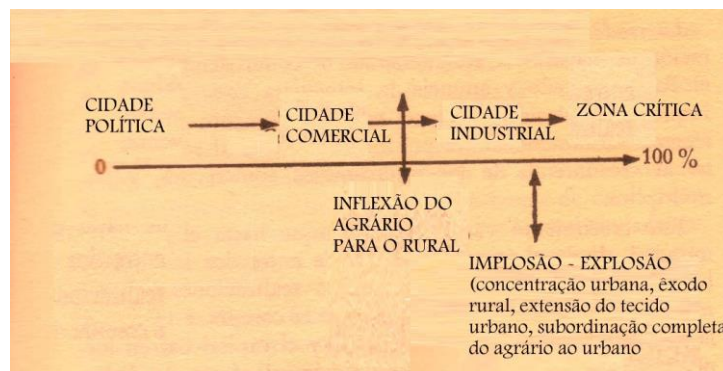 CIDADE
POLÍTICA
CIDADE
COMERCIAL
CIDADE
INDUSTRIAL
ZONA CRÍTICA
0
100 %
INFLEXÃO DO
AGRÁRIO
PARA O RURAL
IMPLOSÃO - EXPLOSÃO
(concentração urbana, êxodo
rural, extensão do tecido
urbano, subordinação completa
do agrário ao urbano